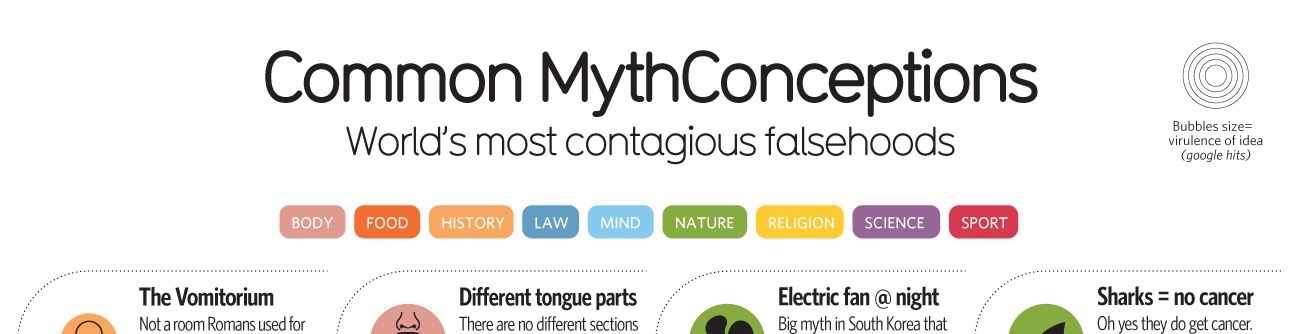 Common MythConceptions
World's most contagious falsehoods
Bubbles size=
virulence of idea
(google hits)
BODY FOOD HISTORY LAW MIND NATURE RELIGION SCIENCE SPORT
The Vomitorium
Not a room Romans used for
Different tongue parts
There are no different sections
Electric fan @ night
Big myth in South Korea that
Sharks = no cancer
Oh yes they do get cancer.